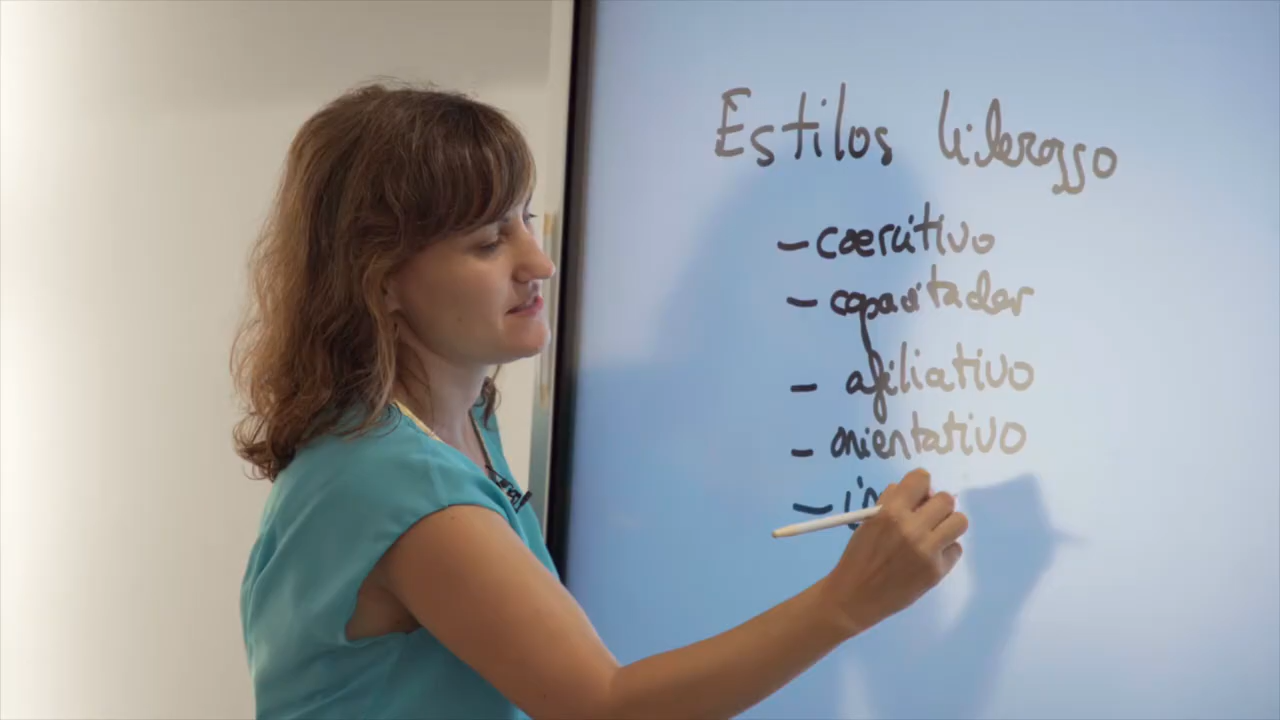 Estilos liderazgo
- coercitivo
- capacitador
- afiliativo
- orientativo
-